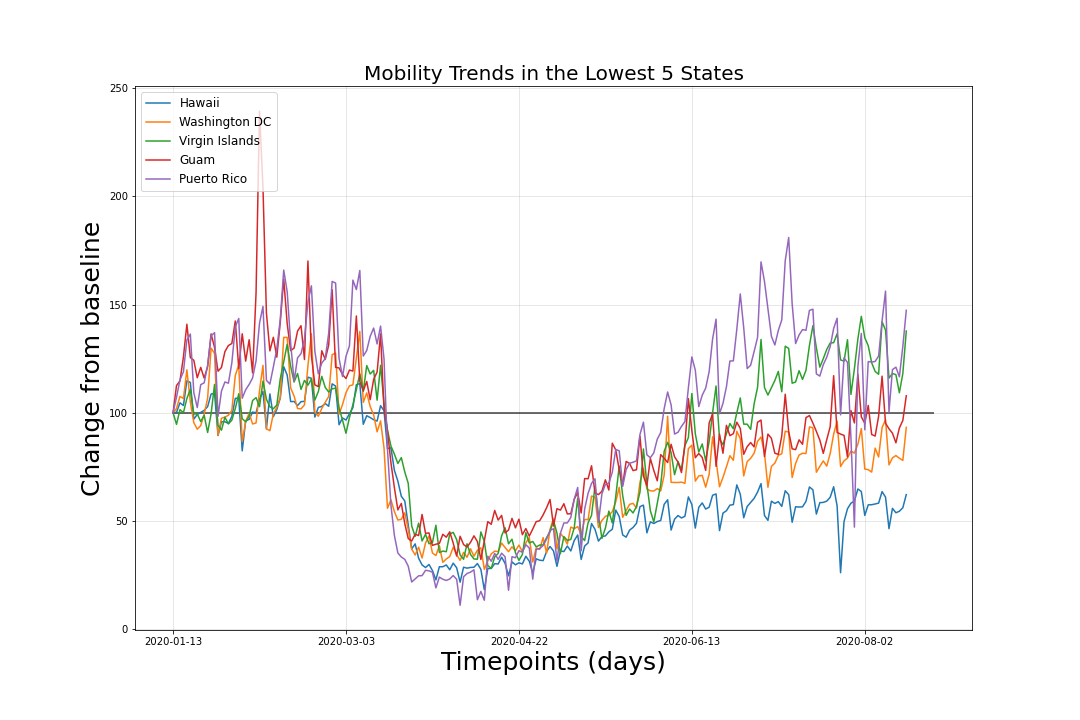 Mobility Trends in the Lowest 5 States
Change from baseline
250
200
150
100
50
0
Hawaii
Washington DC
Virgin Islands
Guam
Puerto Rico
2020-01-13 2020-03-03 2020-04-22 2020-06-13 2020-08-02
Timepoints (days)